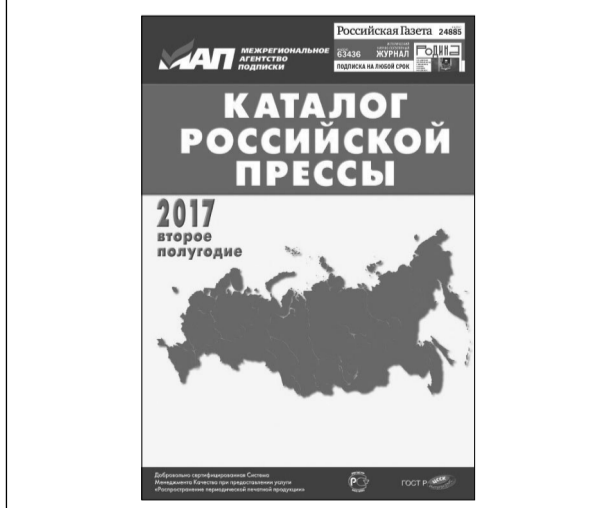 МАП МЕЖРЕГИОНАЛЬНОЕ
АГЕНТСТВО
ПОДПИСКИ
Российская Газета 24885
63436 ЖУРНАЛ РОДИНА
ПОДПИСКА НА ЛЮБОЙ СРОК
КАТАЛОГ
РОССИЙСКОЙ
ПРЕССЫ
2017
второе
полугодие
Добровольно сертифицированная Система
Менеджмента Качества при предоставлении услуги
«Распространение периодической печатной продукции»
ГОСТ Р